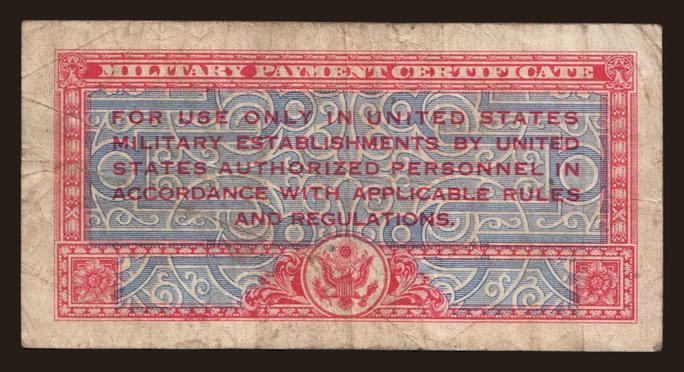 MILITARY PAYMENT CERTIFICATE
FOR USE ONLY IN UNITED STATES
MILITARY ESTABLISHMENTS BY UNITED
STATES AUTHORIZED PERSONNEL IN
ACCORDANCE WITH APPLICABLE RULES
AND REGULATIONS.